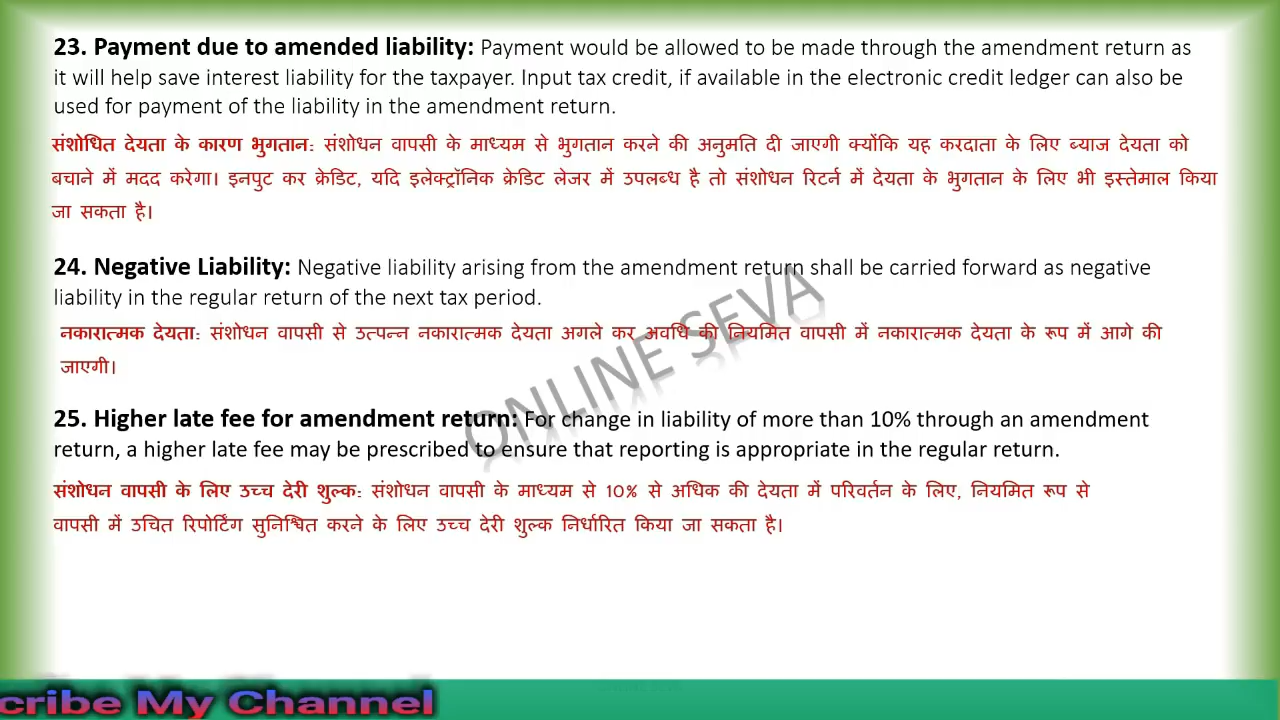 23. Payment due to amended liability: Payment would be allowed to be made through the amendment return as
it will help save interest liability for the taxpayer. Input tax credit, if available in the electronic credit ledger can also be
used for payment of the liability in the amendment return.
संशोधित देयता के कारण भुगतान: संशोधन वापसी के माध्यम से भुगतान करने की अनुमति दी जाएगी क्योंकि यह करदाता के लिए ब्याज देयता को
बचाने में मदद करेगा। इनपुट कर क्रेडिट, यदि इलेक्ट्रॉनिक क्रेडिट लेजर में उपलब्ध है तो संशोधन रिटर्न में देयता के भुगतान के लिए भी इस्तेमाल किया
जा सकता है।
24. Negative Liability: Negative liability arising from the amendment return shall be carried forward as negative
liability in the regular return of the next tax period.
नकारात्मक देयता: संशोधन वापसी से उत्पन्न नकारात्मक देयता अगले कर अवधि की नियमित वापसी में नकारात्मक देयता के रूप में आगे की
जाएगी।
ONLINE SEVA
25. Higher late fee for amendment return: For change in liability of more than 10% through an amendment
return, a higher late fee may be prescribed to ensure that reporting is appropriate in the regular return.
संशोधन वापसी के लिए उच्च देरी शुल्क: संशोधन वापसी के माध्यम से 10% से अधिक की देयता में परिवर्तन के लिए, नियमित रूप से
वापसी में उचित रिपोर्टिंग सुनिश्चित करने के लिए उच्च देरी शुल्क निर्धारित किया जा सकता है।
cribe My Channel